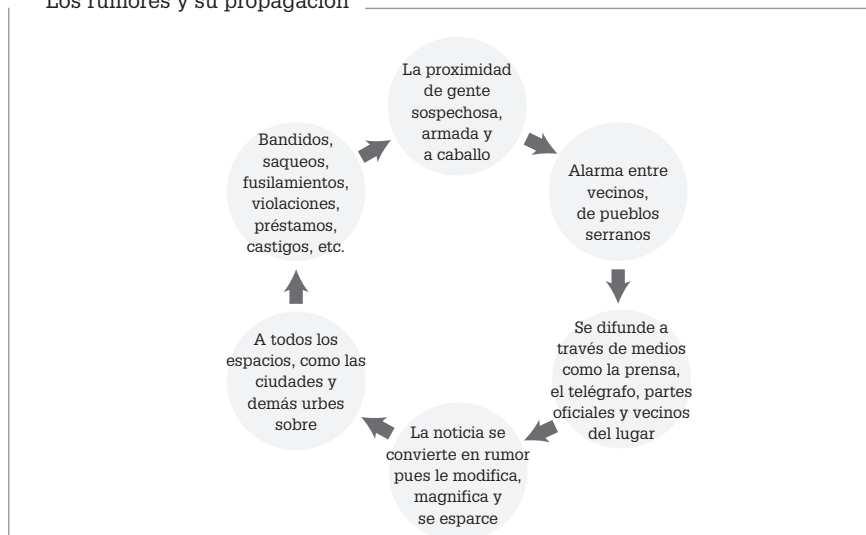 Los rumores y su propagación
La proximidad
de gente
sospechosa,
armada y
a caballo
Alarma entre
vecinos,
de pueblos
serranos
Se difunde a
través de medios
como la prensa,
el telégrafo, partes
oficiales y vecinos
del lugar
La noticia se
convierte en rumor
pues le modifica,
magnifica y
se esparce
A todos los
espacios, como las
ciudades y
demás urbes
sobre
Bandidos,
saqueos,
fusilamientos,
violaciones,
préstamos,
castigos, etc.